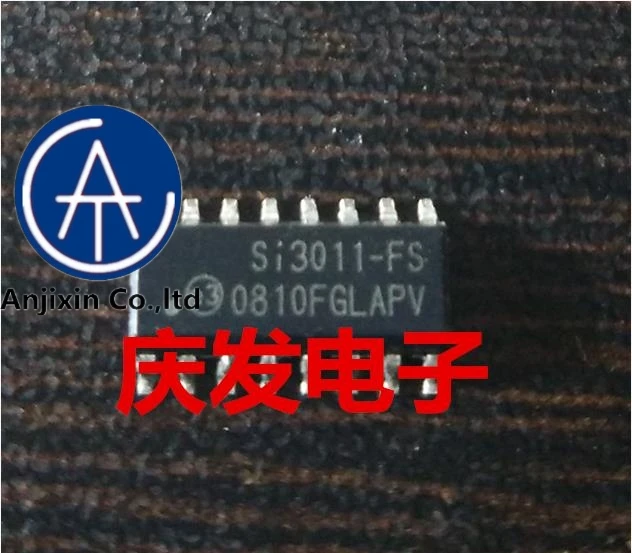 Si3011-FS
0810FGLAPV
Anjixin Co.,ltd
庆发电子